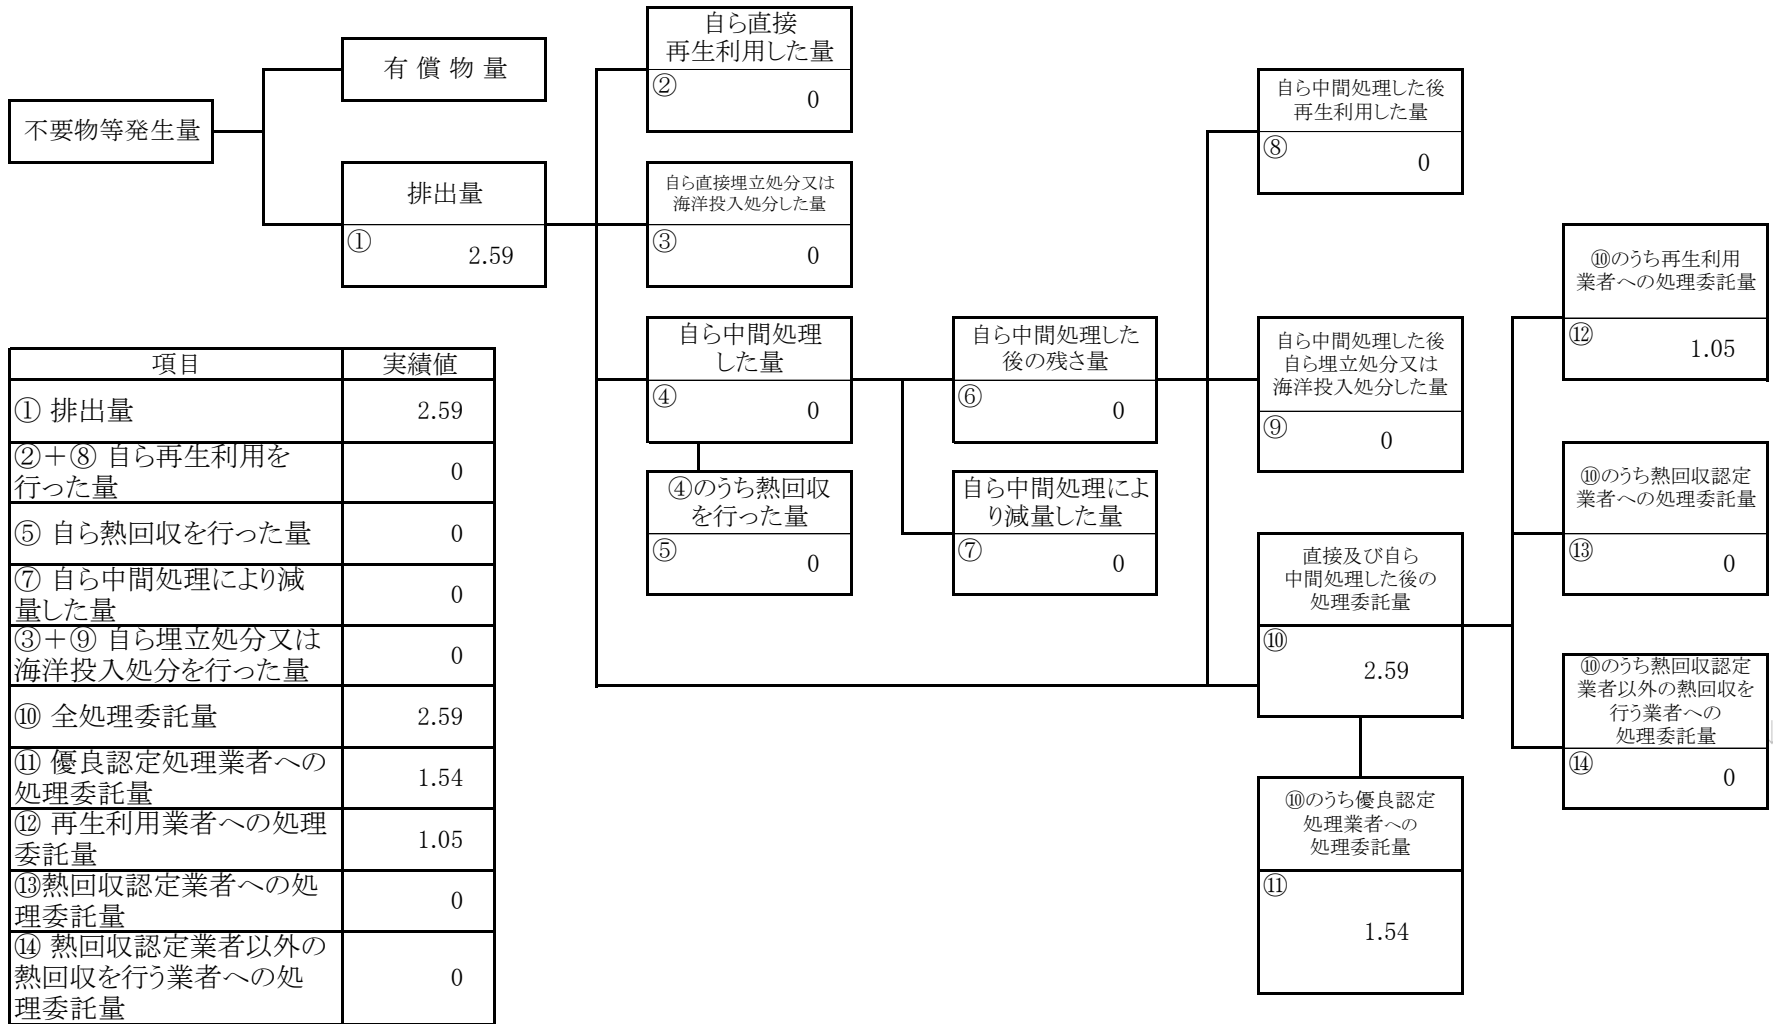 不要物等発生量
有 償 物 量
排出量
①
2.59
自ら直接
再生利用した量
②
0
自ら直接埋立処分又は
海洋投入処分した量
③
0
自ら中間処理
した量
④
0
④のうち熱回収
を行った量
⑤
0
自ら中間処理した
後の残さ量
⑥
0
自ら中間処理によ
り減量した量
⑦
0
自ら中間処理した後
再生利用した量
⑧
0
自ら中間処理した後
自ら埋立処分又は
海洋投入処分した量
⑨
0
直接及び自ら
中間処理した後の
処理委託量
⑩
2.59
⑩のうち優良認定
処理業者への
処理委託量
⑪
1.54
⑩のうち再生利用
業者への処理委託量
⑫
1.05
⑩のうち熱回収認定
業者への処理委託量
⑬
0
⑩のうち熱回収認定
業者以外の熱回収を
行う業者への
処理委託量
⑭
0
項目 実績値
① 排出量 2.59
②＋⑧ 自ら再生利用を
行った量 0
⑤ 自ら熱回収を行った量 0
⑦ 自ら中間処理により減
量した量 0
③＋⑨ 自ら埋立処分又は
海洋投入処分を行った量 0
⑩ 全処理委託量 2.59
⑪ 優良認定処理業者への
処理委託量 1.54
⑫ 再生利用業者への処理
委託量 1.05
⑬熱回収認定業者への処
理委託量 0
⑭ 熱回収認定業者以外の
熱回収を行う業者への処
理委託量 0